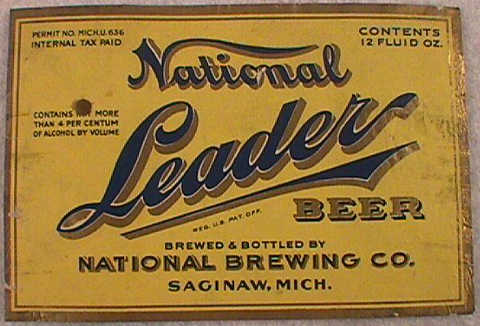 PERMIT NO. MICH.U.636
INTERNAL TAX PAID
CONTENTS
12 FLUID OZ.
National
CONTAINS NOT MORE
THAN 4 PER CENTUM
OF ALCOHOL BY VOLUME
Leader
REG. U.S. PAT. OFF.
BEER
BREWED & BOTTLED BY
NATIONAL BREWING CO.
SAGINAW, MICH.